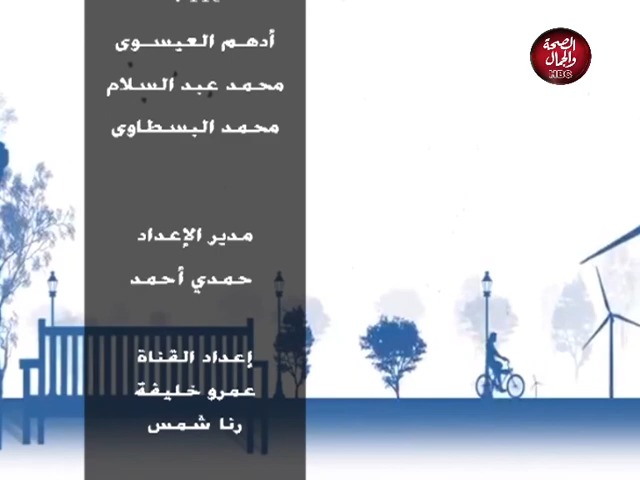 أدهم العيسوى
محمد عبد السلام
محمد البسطاوى
مدير الإعداد
حمدي أحمد
إعداد القناة
عمرو خليفة
رنا شمس
الصحة
والجمال
HBC